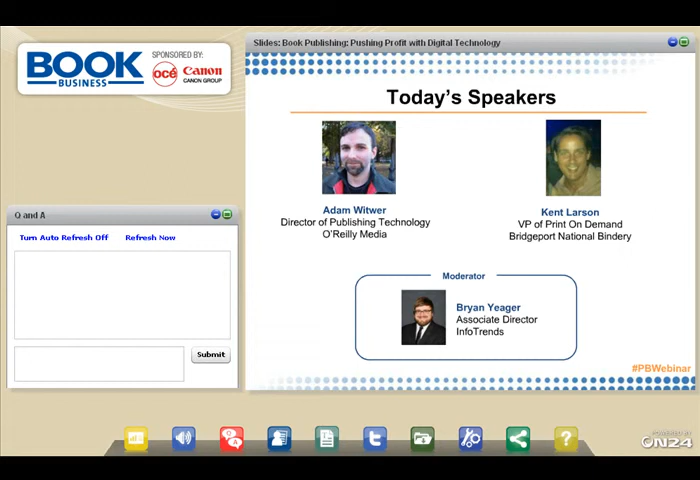 BOOK
BUSINESS
SPONSORED BY:
océ
Canon
CANON GROUP
Slides: Book Publishing: Pushing Profit with Digital Technology
Today's Speakers
Adam Witwer
Director of Publishing Technology
O'Reilly Media
Kent Larson
VP of Print On Demand
Bridgeport National Bindery
Moderator
Bryan Yeager
Associate Director
InfoTrends
#PBWebinar
Q and A
Turn Auto Refresh Off
Refresh Now
Submit
Q
A
?
POWERED BY
ON24